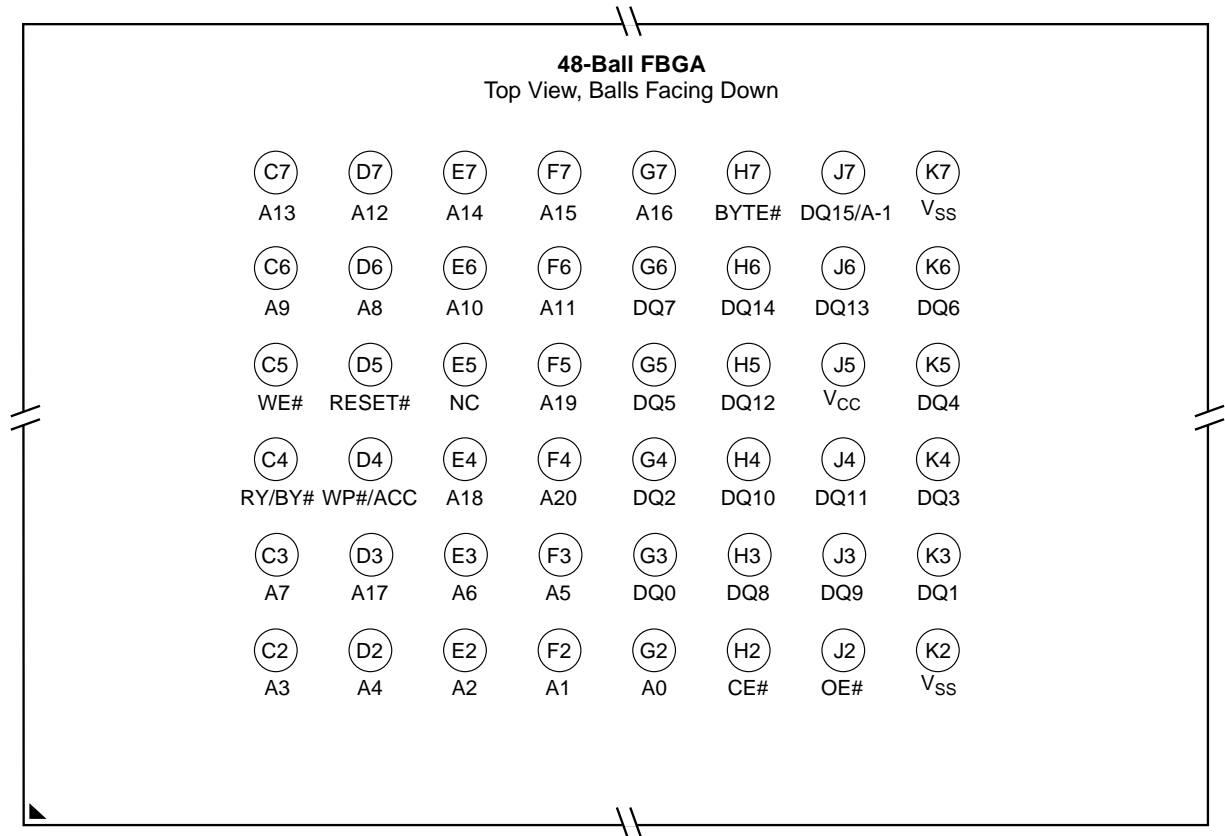 48-Ball FBGA
Top View, Balls Facing Down
C7 D7 E7 F7 G7 H7 J7 K7
A13 A12 A14 A15 A16 BYTE# DQ15/A-1 VSS
C6 D6 E6 F6 G6 H6 J6 K6
A9 A8 A10 A11 DQ7 DQ14 DQ13 DQ6
C5 D5 E5 F5 G5 H5 J5 K5
WE# RESET# NC A19 DQ5 DQ12 VCC DQ4
C4 D4 E4 F4 G4 H4 J4 K4
RY/BY# WP#/ACC A18 A20 DQ2 DQ10 DQ11 DQ3
C3 D3 E3 F3 G3 H3 J3 K3
A7 A17 A6 A5 DQ0 DQ8 DQ9 DQ1
C2 D2 E2 F2 G2 H2 J2 K2
A3 A4 A2 A1 A0 CE# OE# VSS